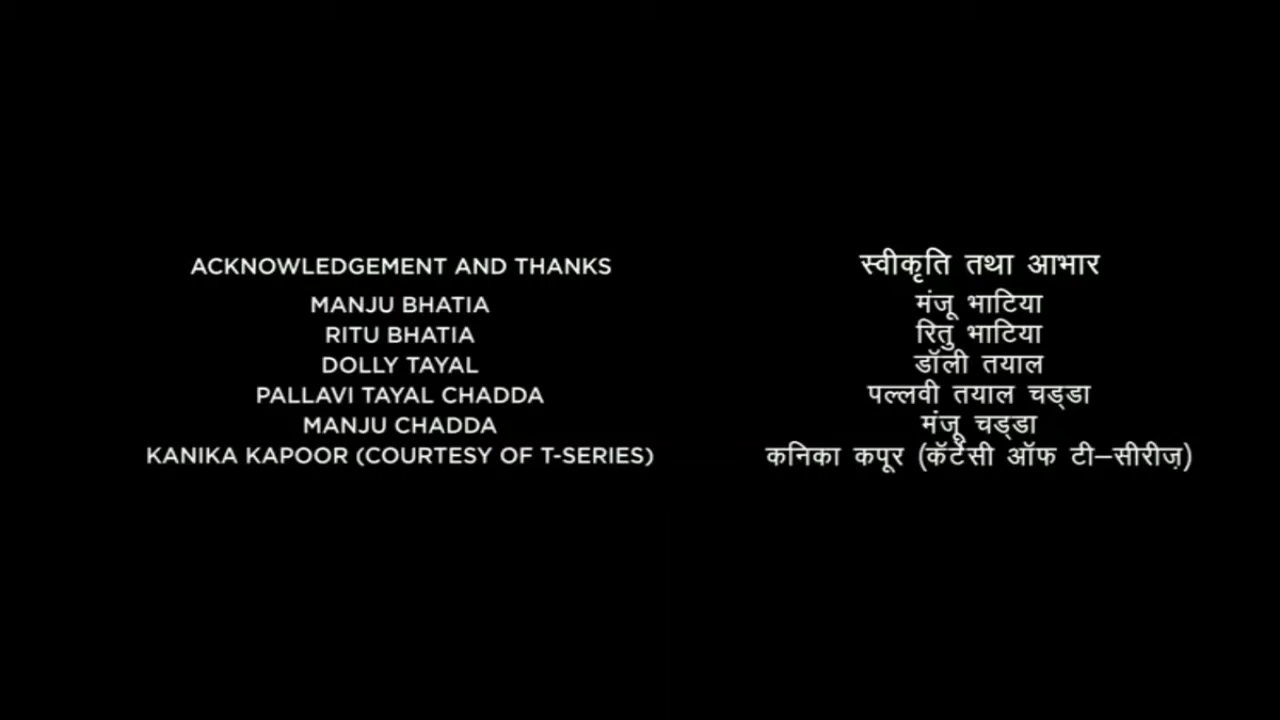 ACKNOWLEDGEMENT AND THANKS
MANJU BHATIA
RITU BHATIA
DOLLY TAYAL
PALLAVI TAYAL CHADDA
MANJU CHADDA
KANIKA KAPOOR (COURTESY OF T-SERIES)
स्वीकृति तथा आभार
मंजू भाटिया
रितु भाटिया
डॉली तयाल
पल्लवी तयाल चड्डा
मंजू चड्डा
कनिका कपूर (कॅर्टेसी ऑफ टी–सीरीज़)